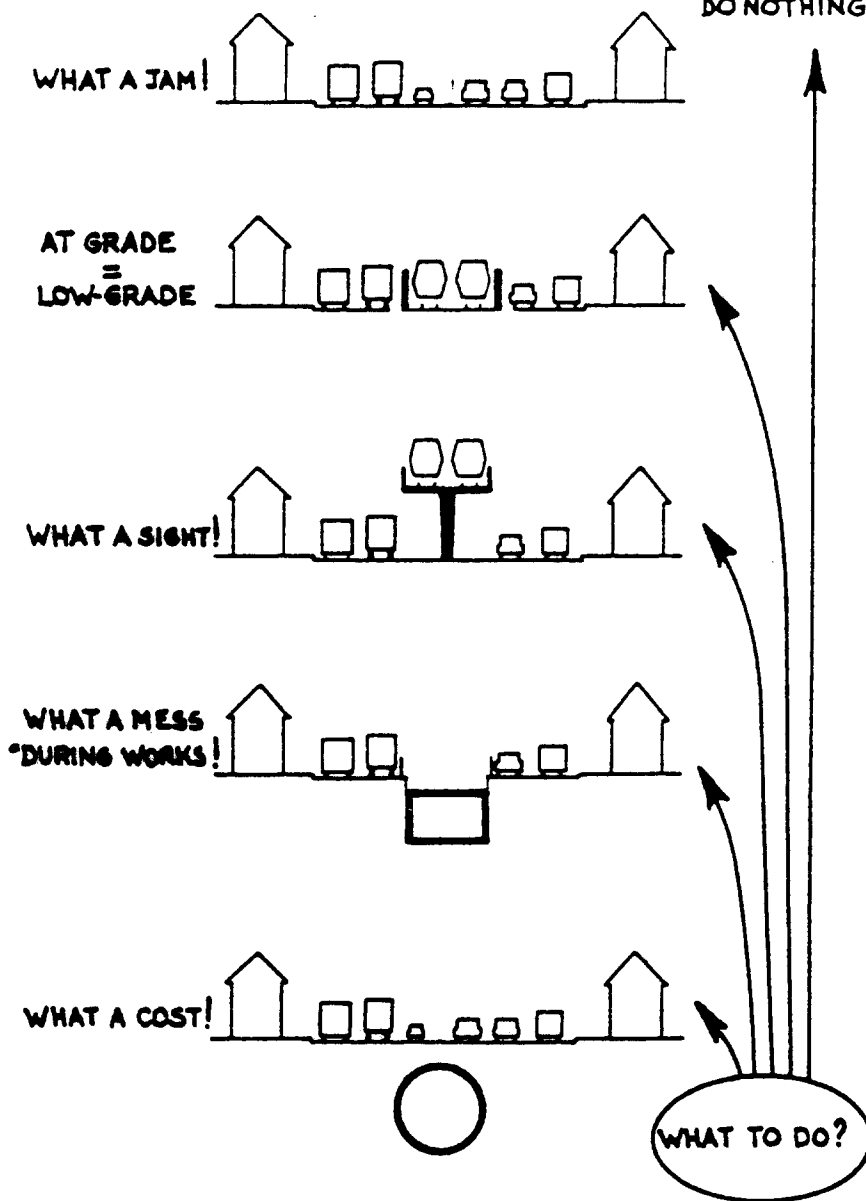 DO NOTHING
WHAT A JAM!
AT GRADE
=
LOW-GRADE
WHAT A SIGHT!
WHAT A MESS
"DURING WORKS!
WHAT A COST!
WHAT TO DO?